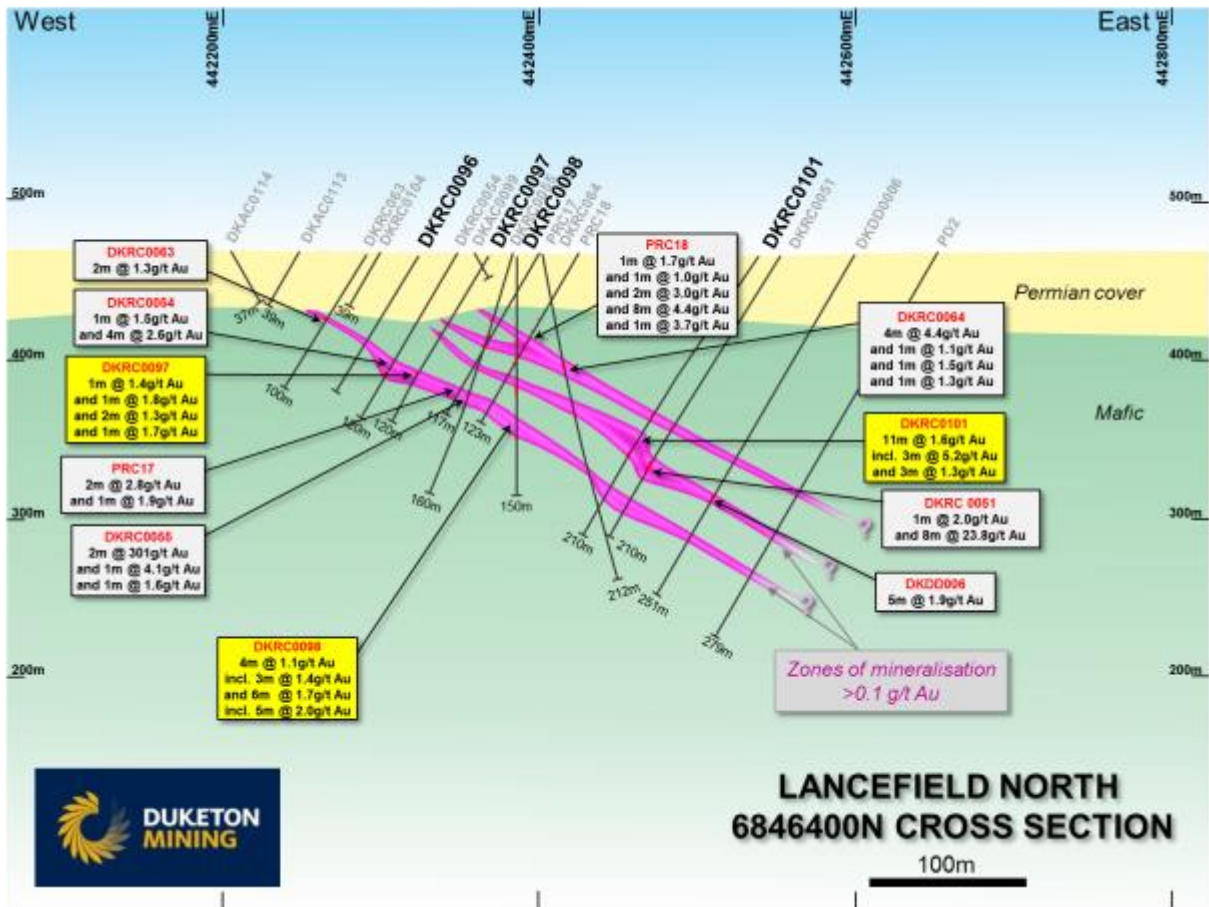 West
East
442200mE
442400mE
442600mE
442800mE
500m
500m
DKAC0114
DKAC0113
DKRC063
DKRC0104
DKRC0096
DKRC0054
DKAC0099
DKRC0097
DKRC0098
PRC17
DKRC064
PRC18
DKRC0101
DKRC0051
DKDD0006
PD2
DKRC0063
2m @ 1.3g/t Au
PRC18
1m @ 1.7g/t Au
and 1m @ 1.0g/t Au
and 2m @ 3.0g/t Au
and 8m @ 4.4g/t Au
and 1m @ 3.7g/t Au
Permian cover
37m
39m
39m
DKRC0054
1m @ 1.5g/t Au
and 4m @ 2.6g/t Au
DKRC0064
4m @ 4.4g/t Au
and 1m @ 1.1g/t Au
and 1m @ 1.5g/t Au
and 1m @ 1.3g/t Au
400m
400m
Mafic
DKRC0097
1m @ 1.4g/t Au
and 1m @ 1.8g/t Au
and 2m @ 1.3g/t Au
and 1m @ 1.7g/t Au
100m
120m
120m
117m
123m
DKRC0101
11m @ 1.6g/t Au
incl. 3m @ 5.2g/t Au
and 3m @ 1.3g/t Au
PRC17
2m @ 2.8g/t Au
and 1m @ 1.9g/t Au
160m
150m
DKRC 0051
1m @ 2.0g/t Au
and 8m @ 23.8g/t Au
300m
300m
DKRC0055
2m @ 301g/t Au
and 1m @ 4.1g/t Au
and 1m @ 1.6g/t Au
210m
210m
?
?
?
212m
251m
279m
DKDD006
5m @ 1.9g/t Au
DKRC0098
4m @ 1.1g/t Au
incl. 3m @ 1.4g/t Au
and 6m @ 1.7g/t Au
incl. 5m @ 2.0g/t Au
Zones of mineralisation
>0.1 g/t Au
200m
200m
DUKETON
MINING
LANCEFIELD NORTH
6846400N CROSS SECTION
100m